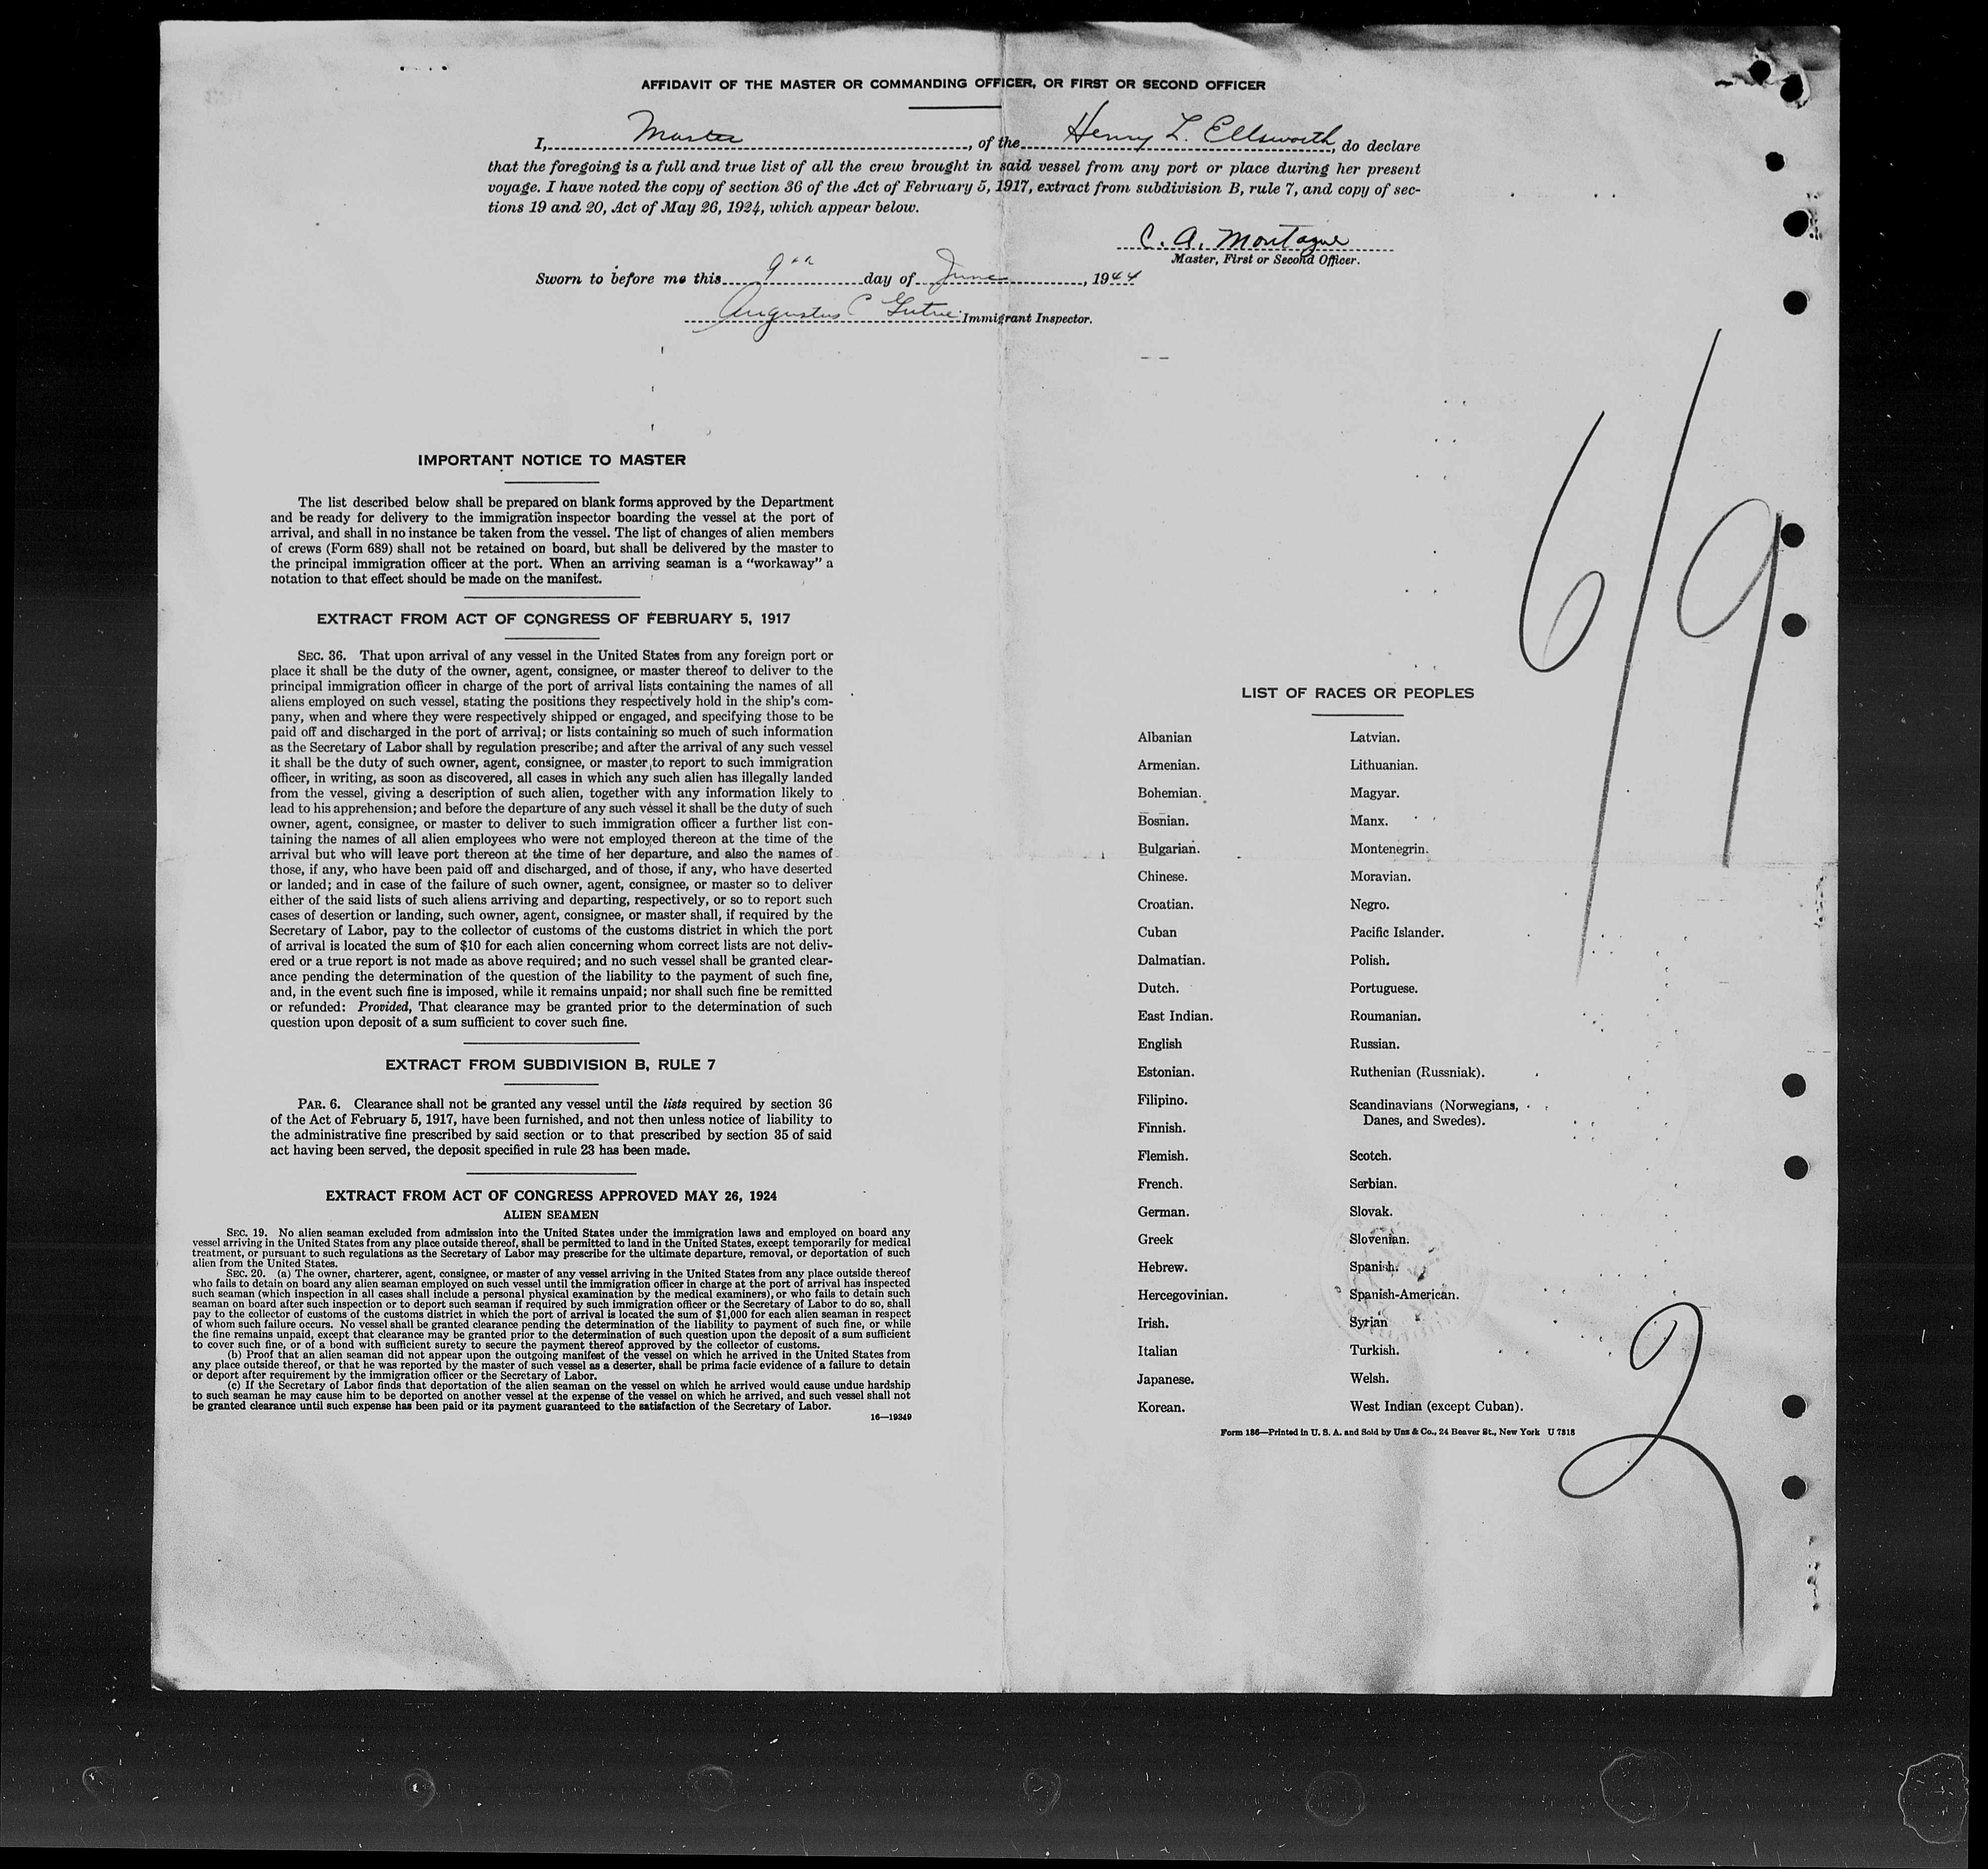 AFFIDAVIT OF THE MASTER OR COMMANDING OFFICER, OR FIRST OR SECOND OFFICER
I, Master, of the Henry L. Ellsworth, do declare
that the foregoing is a full and true list of all the crew brought in said vessel from any port or place during her present
voyage. I have noted the copy of section 36 of the Act of February 5, 1917, extract from subdivision B, rule 7, and copy of sec-
tions 19 and 20, Act of May 26, 1924, which appear below.
C. A. Montague
Master, First or Second Officer.
Sworn to before me this 9th day of June, 1944
Augustus C Immigrant Inspector.
6/9
IMPORTANT NOTICE TO MASTER
The list described below shall be prepared on blank forms approved by the Department
and be ready for delivery to the immigration inspector boarding the vessel at the port of
arrival, and shall in no instance be taken from the vessel. The list of changes of alien members
of crews (Form 689) shall not be retained on board, but shall be delivered by the master to
the principal immigration officer at the port. When an arriving seaman is a "workaway" a
notation to that effect should be made on the manifest.
EXTRACT FROM ACT OF CONGRESS OF FEBRUARY 5, 1917
SEC. 36. That upon arrival of any vessel in the United States from any foreign port or
place it shall be the duty of the owner, agent, consignee, or master thereof to deliver to the
principal immigration officer in charge of the port of arrival lists containing the names of all
aliens employed on such vessel, stating the positions they respectively hold in the ship's com-
pany, when and where they were respectively shipped or engaged, and specifying those to be
paid off and discharged in the port of arrival; or lists containing so much of such information
as the Secretary of Labor shall by regulation prescribe; and after the arrival of any such vessel
it shall be the duty of such owner, agent, consignee, or master to report to such immigration
officer, in writing, as soon as discovered, all cases in which any such alien has illegally landed
from the vessel, giving a description of such alien, together with any information likely to
lead to his apprehension; and before the departure of any such vessel it shall be the duty of such
owner, agent, consignee, or master to deliver to such immigration officer a further list con-
taining the names of all alien employees who were not employed thereon at the time of the
arrival but who will leave port thereon at the time of her departure, and also the names of
those, if any, who have been paid off and discharged, and of those, if any, who have deserted
or landed; and in case of the failure of such owner, agent, consignee, or master so to deliver
either of the said lists of such aliens arriving and departing, respectively, or so to report such
cases of desertion or landing, such owner, agent, consignee, or master shall, if required by the
Secretary of Labor, pay to the collector of customs of the customs district in which the port
of arrival is located the sum of $10 for each alien concerning whom correct lists are not deliv-
ered or a true report is not made as above required; and no such vessel shall be granted clear-
ance pending the determination of the question of the liability to the payment of such fine,
and, in the event such fine is imposed, while it remains unpaid; nor shall such fine be remitted
or refunded: Provided, That clearance may be granted prior to the determination of such
question upon deposit of a sum sufficient to cover such fine.
EXTRACT FROM SUBDIVISION B, RULE 7
PAR. 6. Clearance shall not be granted any vessel until the lists required by section 36
of the Act of February 5, 1917, have been furnished, and not then unless notice of liability to
the administrative fine prescribed by said section or to that prescribed by section 35 of said
act having been served, the deposit specified in rule 23 has been made.
EXTRACT FROM ACT OF CONGRESS APPROVED MAY 26, 1924
ALIEN SEAMEN
SEC. 19. No alien seaman excluded from admission into the United States under the immigration laws and employed on board any
vessel arriving in the United States from any place outside thereof, shall be permitted to land in the United States, except temporarily for medical
treatment, or pursuant to such regulations as the Secretary of Labor may prescribe for the ultimate departure, removal, or deportation of such
alien from the United States.
SEC. 20. (a) The owner, charterer, agent, consignee, or master of any vessel arriving in the United States from any place outside thereof
who fails to detain on board any alien seaman employed on such vessel until the immigration officer in charge at the port of arrival has inspected
such seaman (which inspection in all cases shall include a personal physical examination by the medical examiners), or who fails to detain such
seaman on board after such inspection or to deport such seaman if required by such immigration officer or the Secretary of Labor to do so, shall
pay to the collector of customs of the customs district in which the port of arrival is located the sum of $1,000 for each alien seaman in respect
of whom such failure occurs. No vessel shall be granted clearance pending the determination of the liability to payment of such fine, or while
the fine remains unpaid, except that clearance may be granted prior to the determination of such question upon the deposit of a sum sufficient
to cover such fine, or of a bond with sufficient surety to secure the payment thereof approved by the collector of customs.
(b) Proof that an alien seaman did not appear upon the outgoing manifest of the vessel on which he arrived in the United States from
any place outside thereof, or that he was reported by the master of such vessel as a deserter, shall be prima facie evidence of a failure to detain
or deport after requirement by the immigration officer or the Secretary of Labor.
(c) If the Secretary of Labor finds that deportation of the alien seaman on the vessel on which he arrived would cause undue hardship
to such seaman he may cause him to be deported on another vessel at the expense of the vessel on which he arrived, and such vessel shall not
be granted clearance until such expense has been paid or its payment guaranteed to the satisfaction of the Secretary of Labor.
16—19349
LIST OF RACES OR PEOPLES
Albanian
Armenian.
Bohemian.
Bosnian.
Bulgarian.
Chinese.
Croatian.
Cuban
Dalmatian.
Dutch.
East Indian.
English
Estonian.
Filipino.
Finnish.
Flemish.
French.
German.
Greek
Hebrew.
Hercegovinian.
Irish.
Italian
Japanese.
Korean.
Latvian.
Lithuanian.
Magyar.
Manx.
Montenegrin.
Moravian.
Negro.
Pacific Islander.
Polish.
Portuguese.
Roumanian.
Russian.
Ruthenian (Russniak).
Scandinavians (Norwegians,
Danes, and Swedes).
Scotch.
Serbian.
Slovak.
Slovenian.
Spanish.
Spanish-American.
Syrian
Turkish.
Welsh.
West Indian (except Cuban).
Form 186—Printed in U. S. A. and Sold by Unz & Co., 24 Beaver St., New York U 7318
2